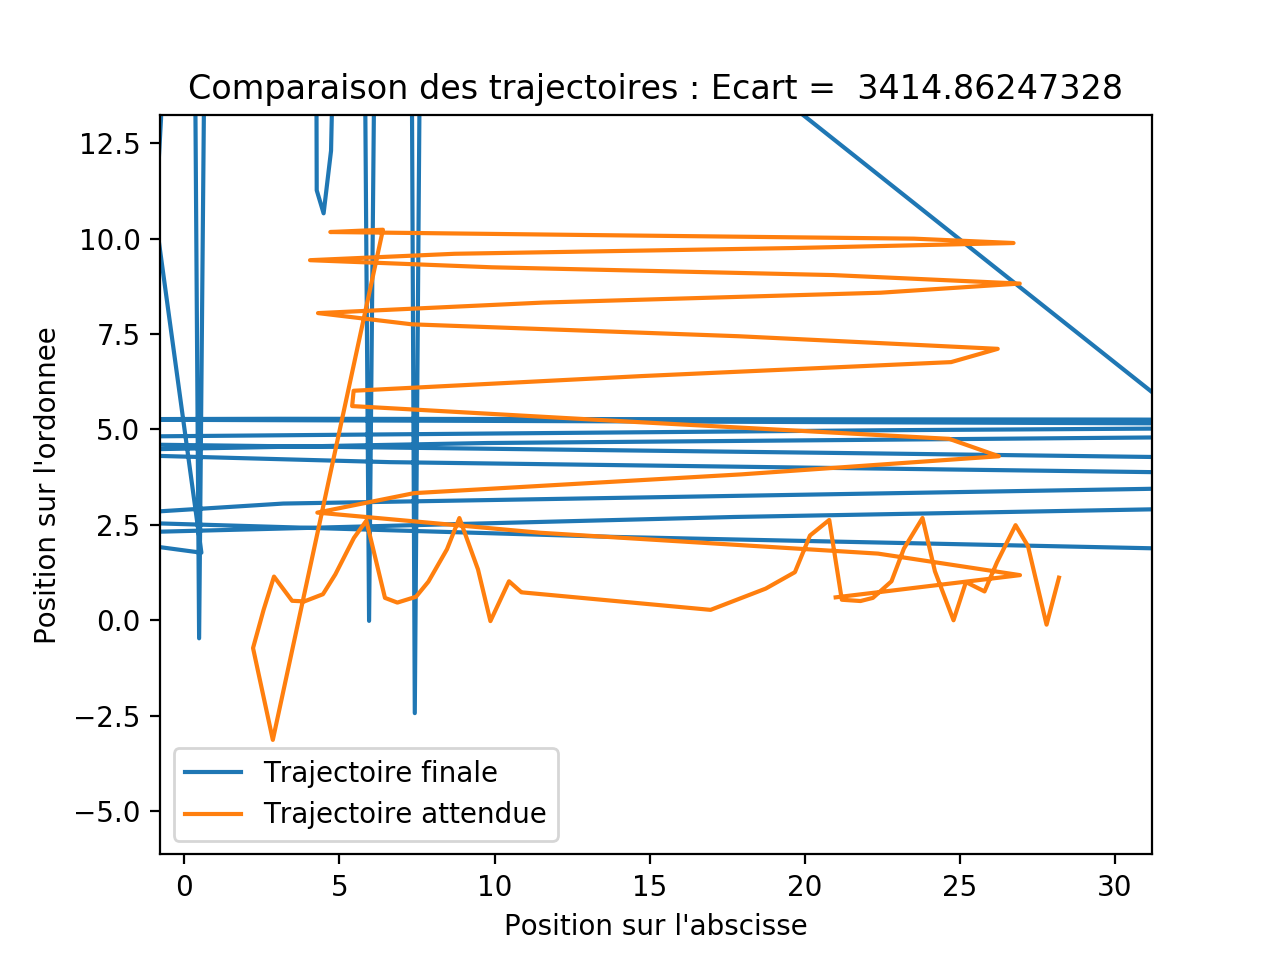 Comparaison des trajectoires : Ecart =  3414.86247328
12.5
10.0
7.5
5.0
2.5
0.0
−2.5
−5.0
Position sur l'ordonnee
Trajectoire finale
Trajectoire attendue
0 5 10 15 20 25 30
Position sur l'abscisse